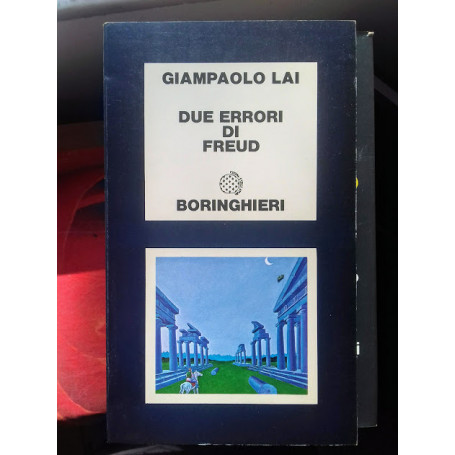 GIAMPAOLO LAI
DUE ERRORI
DI
FREUD
BORINGHIERI